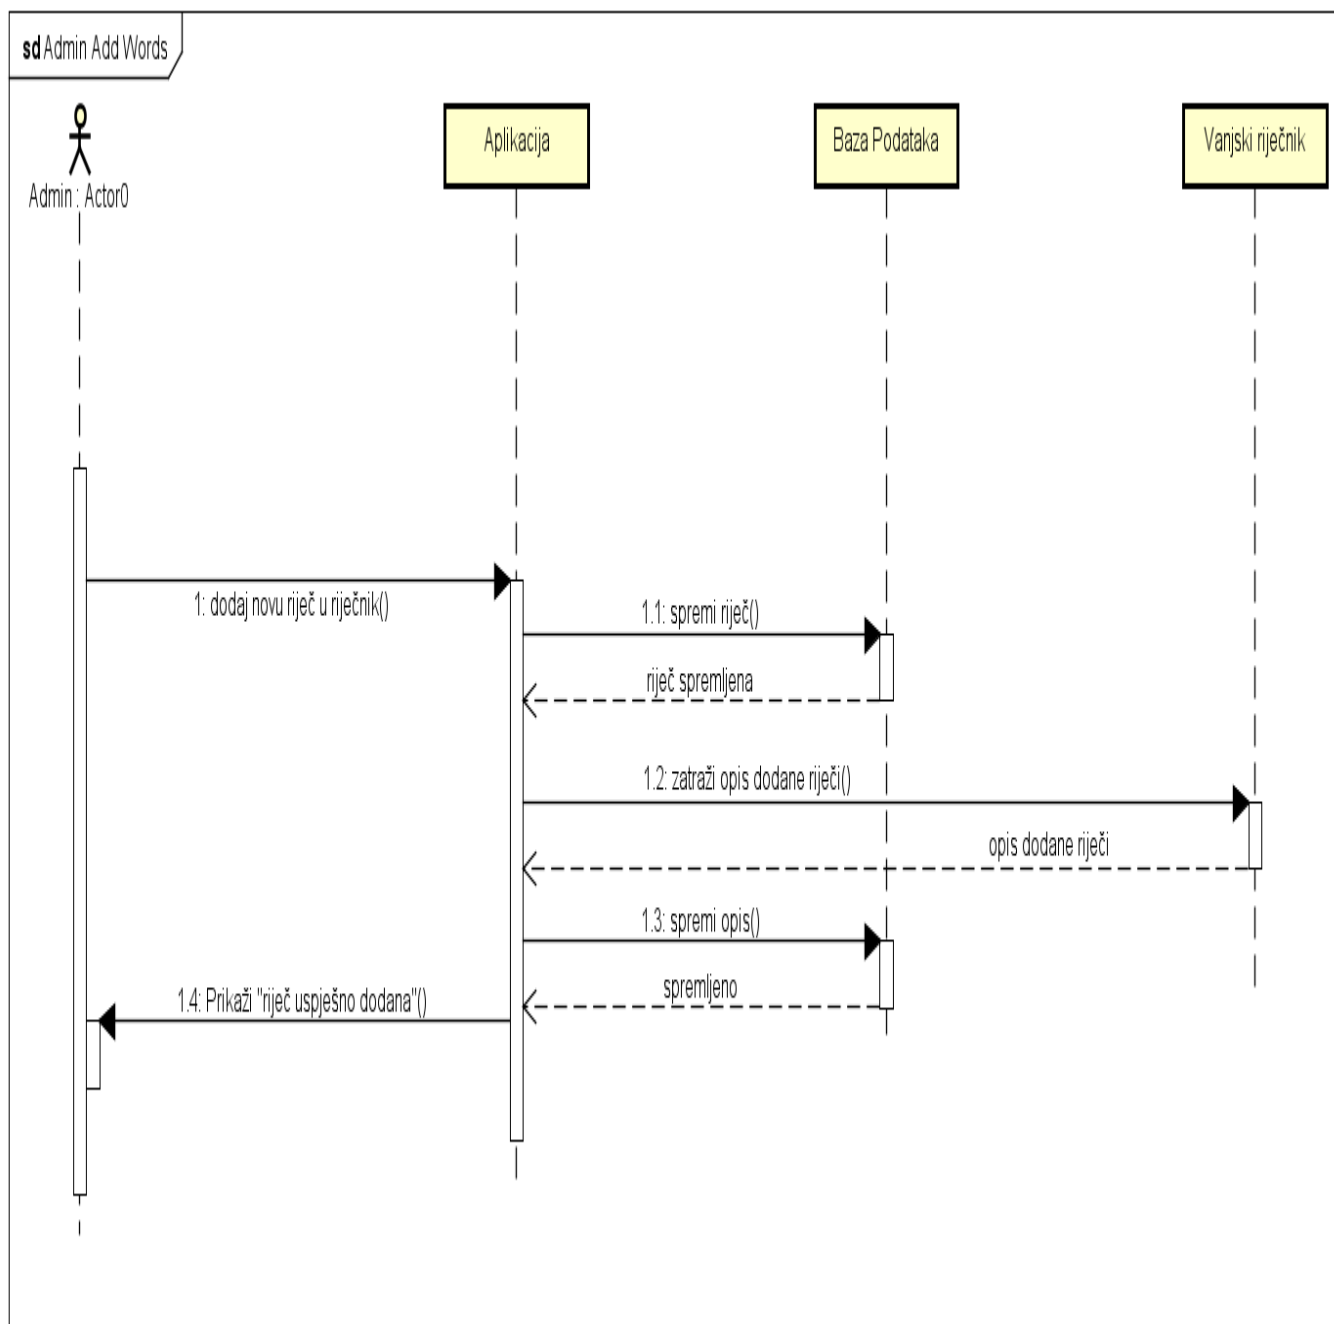 sd Admin Add Words
Admin : Actor0
Aplikacija
Baza Podataka
Vanjski riječnik
1: dodaj novu riječ u riječnik()
1.1: spremi riječ()
riječ spremljena
1.2: zatraži opis dodane riječi()
opis dodane riječi
1.3: spremi opis()
spremljeno
1.4: Prikaži "riječ uspješno dodana"()